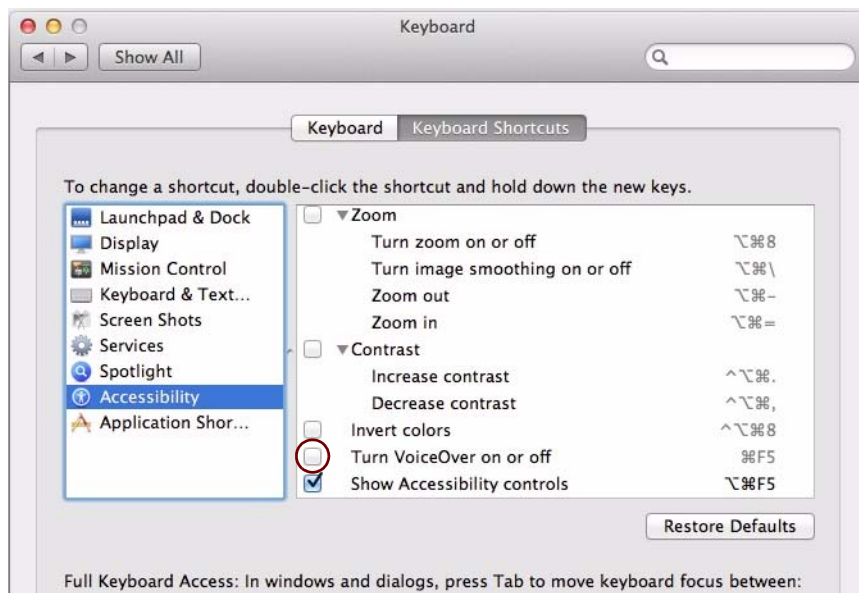 Keyboard
Show All
Keyboard Keyboard Shortcuts
To change a shortcut, double-click the shortcut and hold down the new keys.
Launchpad & Dock
Display
Mission Control
Keyboard & Text...
Screen Shots
Services
Spotlight
Accessibility
Application Shor...
Zoom
Turn zoom on or off ⌥⌘8
Turn image smoothing on or off ⌥⌘\
Zoom out ⌥⌘-
Zoom in ⌥⌘=
Contrast
Increase contrast ^⌥⌘.
Decrease contrast ^⌥⌘,
Invert colors ^⌥⌘8
Turn VoiceOver on or off ⌘F5
Show Accessibility controls ⌥⌘F5
Restore Defaults
Full Keyboard Access: In windows and dialogs, press Tab to move keyboard focus between: